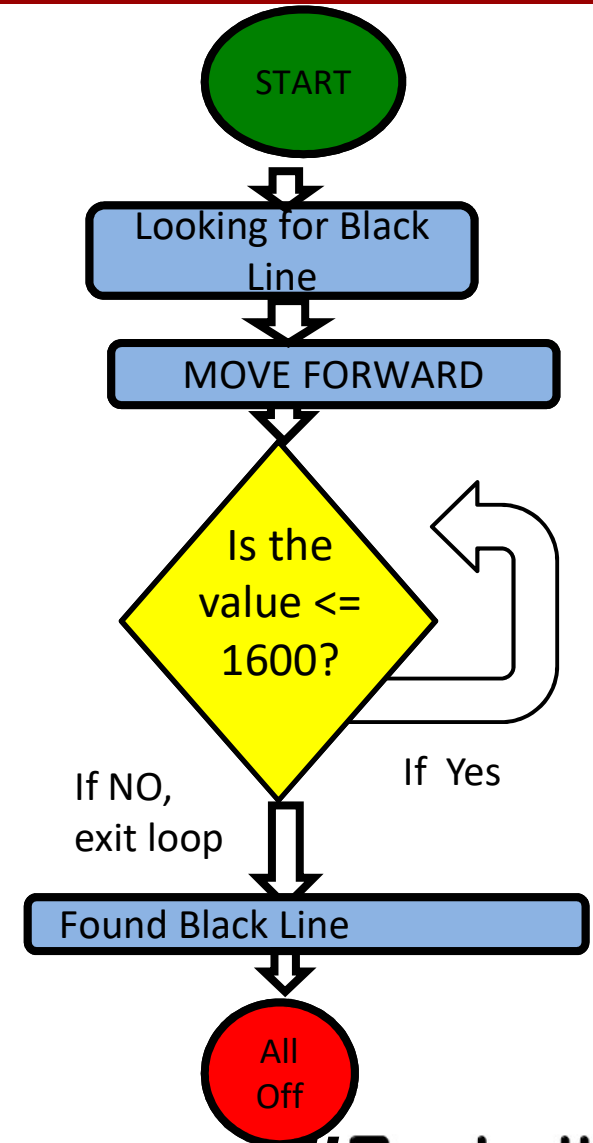 START
Looking for Black
Line
MOVE FORWARD
Is the
value <=
1600?
If Yes
If NO,
exit loop
Found Black Line
All
Off